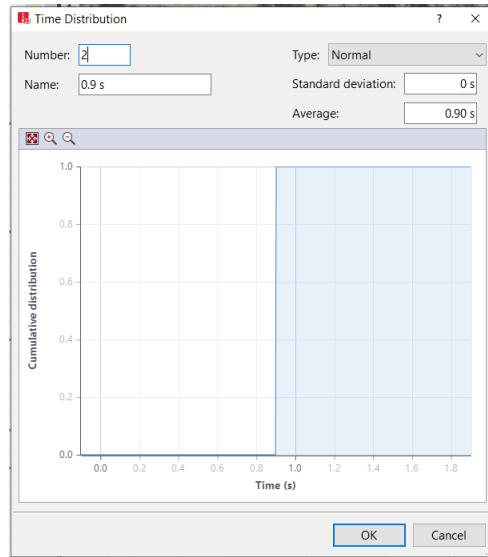 Time Distribution ? ×
Number: 2 Type: Normal
Name: 0.9 s Standard deviation: 0 s
Average: 0.90 s
1.0
0.8
0.6
0.4
0.2
0.0
Cumulative distribution
0.0 0.2 0.4 0.6 0.8 1.0 1.2 1.4 1.6 1.8
Time (s)
OK Cancel